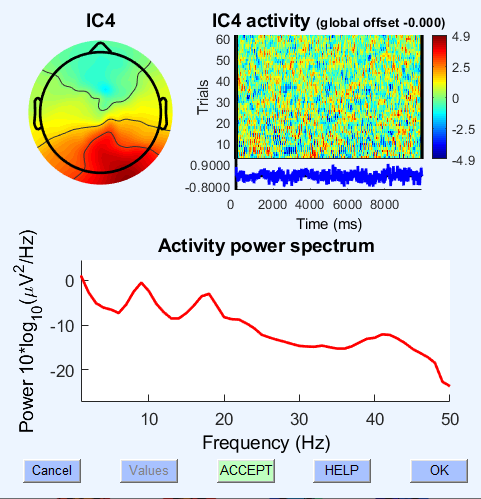 IC4
IC4 activity (global offset -0.000)
Trials
60
50
40
30
20
10
4.9
2.5
0
-2.5
-4.9
0.9000
-0.8000
0 2000 4000 6000 8000
Time (ms)
Activity power spectrum
Power 10*log10(μV2/Hz)
0
-10
-20
10 20 30 40 50
Frequency (Hz)
Cancel Values ACCEPT HELP OK